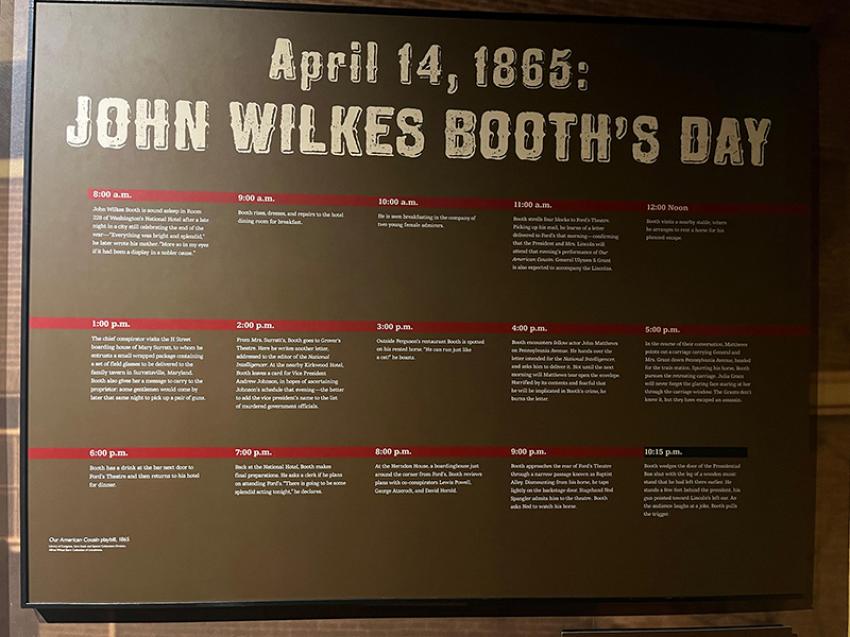 April 14, 1865:
JOHN WILKES BOOTH'S DAY
8:00 a.m.
John Wilkes Booth is sound asleep in Room
228 of Washington's National Hotel after a late
night in a city still celebrating the end of the
war—"Everything was bright and splendid,"
he later wrote his mother. "More so in my eyes
if it had been a display in a nobler cause."
9:00 a.m.
Booth rises, dresses, and repairs to the hotel
dining room for breakfast.
10:00 a.m.
He is seen breakfasting in the company of
two young female admirers.
11:00 a.m.
Booth strolls four blocks to Ford's Theatre.
Picking up his mail, he learns of a letter
delivered to Ford's that morning—confirming
that the President and Mrs. Lincoln will
attend that evening's performance of Our
American Cousin. General Ulysses S Grant
is also expected to accompany the Lincolns.
12:00 Noon
Booth visits a nearby stable, where
he arranges to rent a horse for his
planned escape.
1:00 p.m.
The chief conspirator visits the H Street
boarding house of Mary Surratt, to whom he
entrusts a small wrapped package containing
a set of field glasses to be delivered to the
family tavern in Surrattsville, Maryland.
Booth also gives her a message to carry to the
proprietor: some gentlemen would come by
later that same night to pick up a pair of guns.
2:00 p.m.
From Mrs. Surratt's, Booth goes to Grover's
Theatre. Here he writes another letter,
addressed to the editor of the National
Intelligencer. At the nearby Kirkwood Hotel,
Booth leaves a card for Vice President
Andrew Johnson, in hopes of ascertaining
Johnson's schedule that evening—the better
to add the vice president's name to the list
of murdered government officials.
3:00 p.m.
Outside Ferguson's restaurant Booth is spotted
on his rented horse. "He can run just like
a cat!" he boasts.
4:00 p.m.
Booth encounters fellow actor John Matthews
on Pennsylvania Avenue. He hands over the
letter intended for the National Intelligencer,
and asks him to deliver it. Not until the next
morning will Matthews tear open the envelope.
Horrified by its contents and fearful that
he will be implicated in Booth's crime, he
burns the letter.
5:00 p.m.
In the course of their conversation, Matthews
points out a carriage carrying General and
Mrs. Grant down Pennsylvania Avenue, headed
for the train station. Spurring his horse, Booth
pursues the retreating carriage. Julia Grant
will never forget the glaring face staring at her
through the carriage window. The Grants don't
know it, but they have escaped an assassin.
6:00 p.m.
Booth has a drink at the bar next door to
Ford's Theatre and then returns to his hotel
for dinner.
7:00 p.m.
Back at the National Hotel, Booth makes
final preparations. He asks a clerk if he plans
on attending Ford's. "There is going to be some
splendid acting tonight," he declares.
8:00 p.m.
At the Herndon House, a boardinghouse just
around the corner from Ford's, Booth reviews
plans with co-conspirators Lewis Powell,
George Atzerodt, and David Herold.
9:00 p.m.
Booth approaches the rear of Ford's Theatre
through a narrow passage known as Baptist
Alley. Dismounting from his horse, he taps
lightly on the backstage door. Stagehand Ned
Spangler admits him to the theatre. Booth
asks Ned to watch his horse.
10:15 p.m.
Booth wedges the door of the Presidential
Box shut with the leg of a wooden music
stand that he had left there earlier. He
stands a few feet behind the president, his
gun pointed toward Lincoln's left ear. As
the audience laughs at a joke, Booth pulls
the trigger.
Our American Cousin playbill, 1865
Library of Congress, Rare Book and Special Collections Division,
Alfred Whital Stern Collection of Lincolniana.